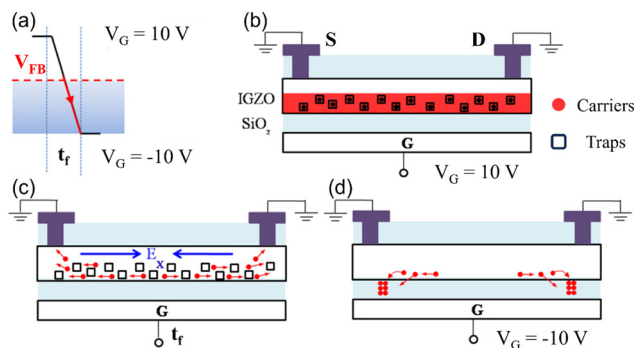 (a)
V_G = 10 V
V_FB
t_f
V_G = -10 V
(b)
S
D
IGZO
SiO₂
G
V_G = 10 V
Carriers
Traps
(c)
E_x
G
t_f
(d)
G
V_G = -10 V